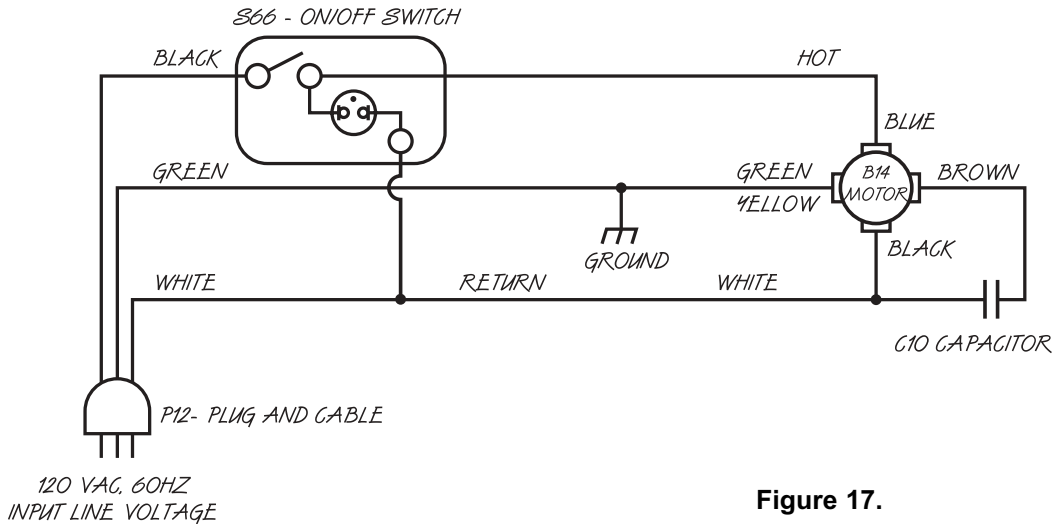 S66 - ON/OFF SWITCH
BLACK
HOT
BLUE
GREEN
GREEN
B14
BROWN
YELLOW
MOTOR
GROUND
BLACK
WHITE
RETURN
WHITE
C10 CAPACITOR
P12- PLUG AND CABLE
120 VAC, 60HZ
INPUT LINE VOLTAGE
Figure 17.